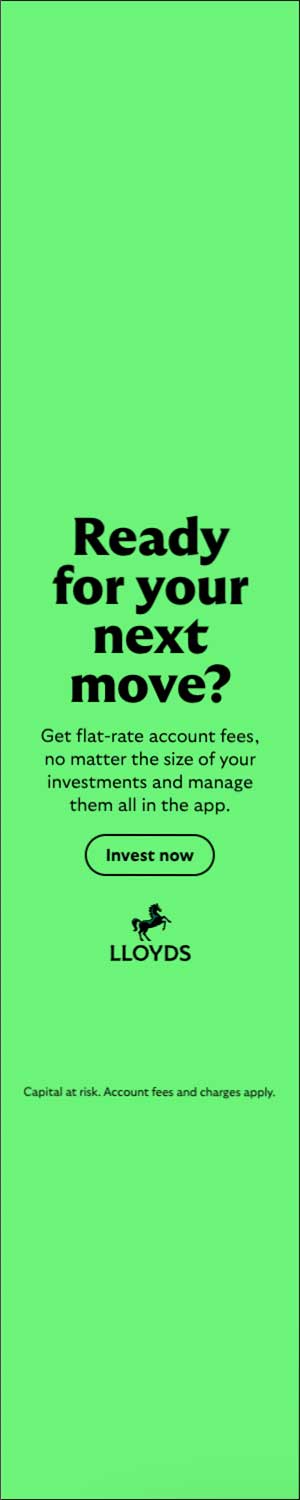 Ready
for your
next
move?
Get flat-rate account fees,
no matter the size of your
investments and manage
them all in the app.
Invest now
LLOYDS
Capital at risk. Account fees and charges apply.